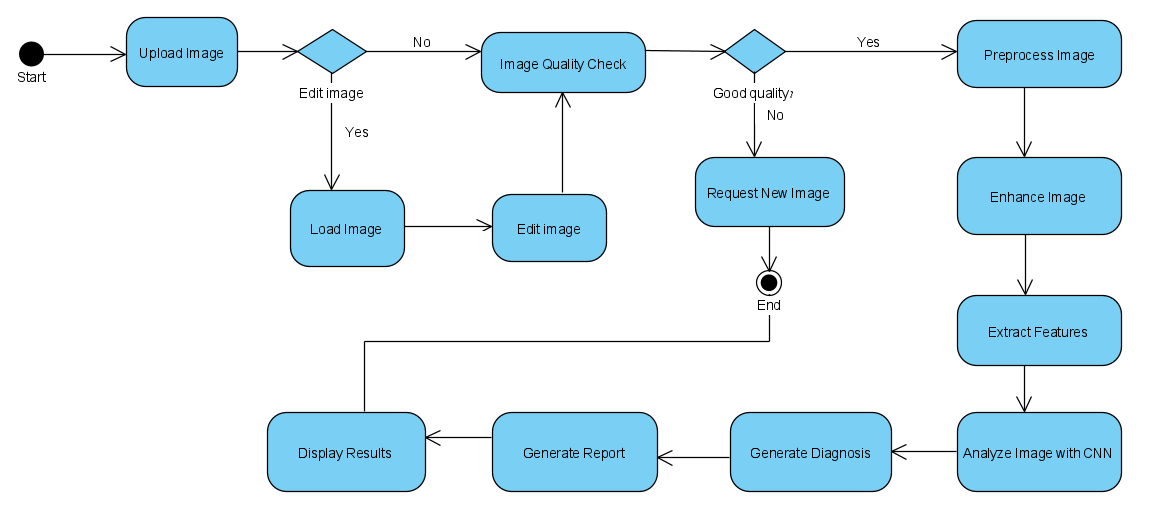 Start
Upload Image
Edit image
No
Yes
Load Image
Edit image
Image Quality Check
Good quality?
Yes
No
Request New Image
End
Preprocess Image
Enhance Image
Extract Features
Analyze Image with CNN
Generate Diagnosis
Generate Report
Display Results